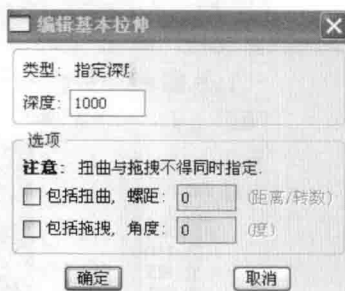 编辑基本拉伸
类型: 指定深度
深度: 1000
选项
注意: 扭曲与拖拽不得同时指定.
包括扭曲, 螺距: 0 (距离/转数)
包括拖拽, 角度: 0 (度)
确定 取消